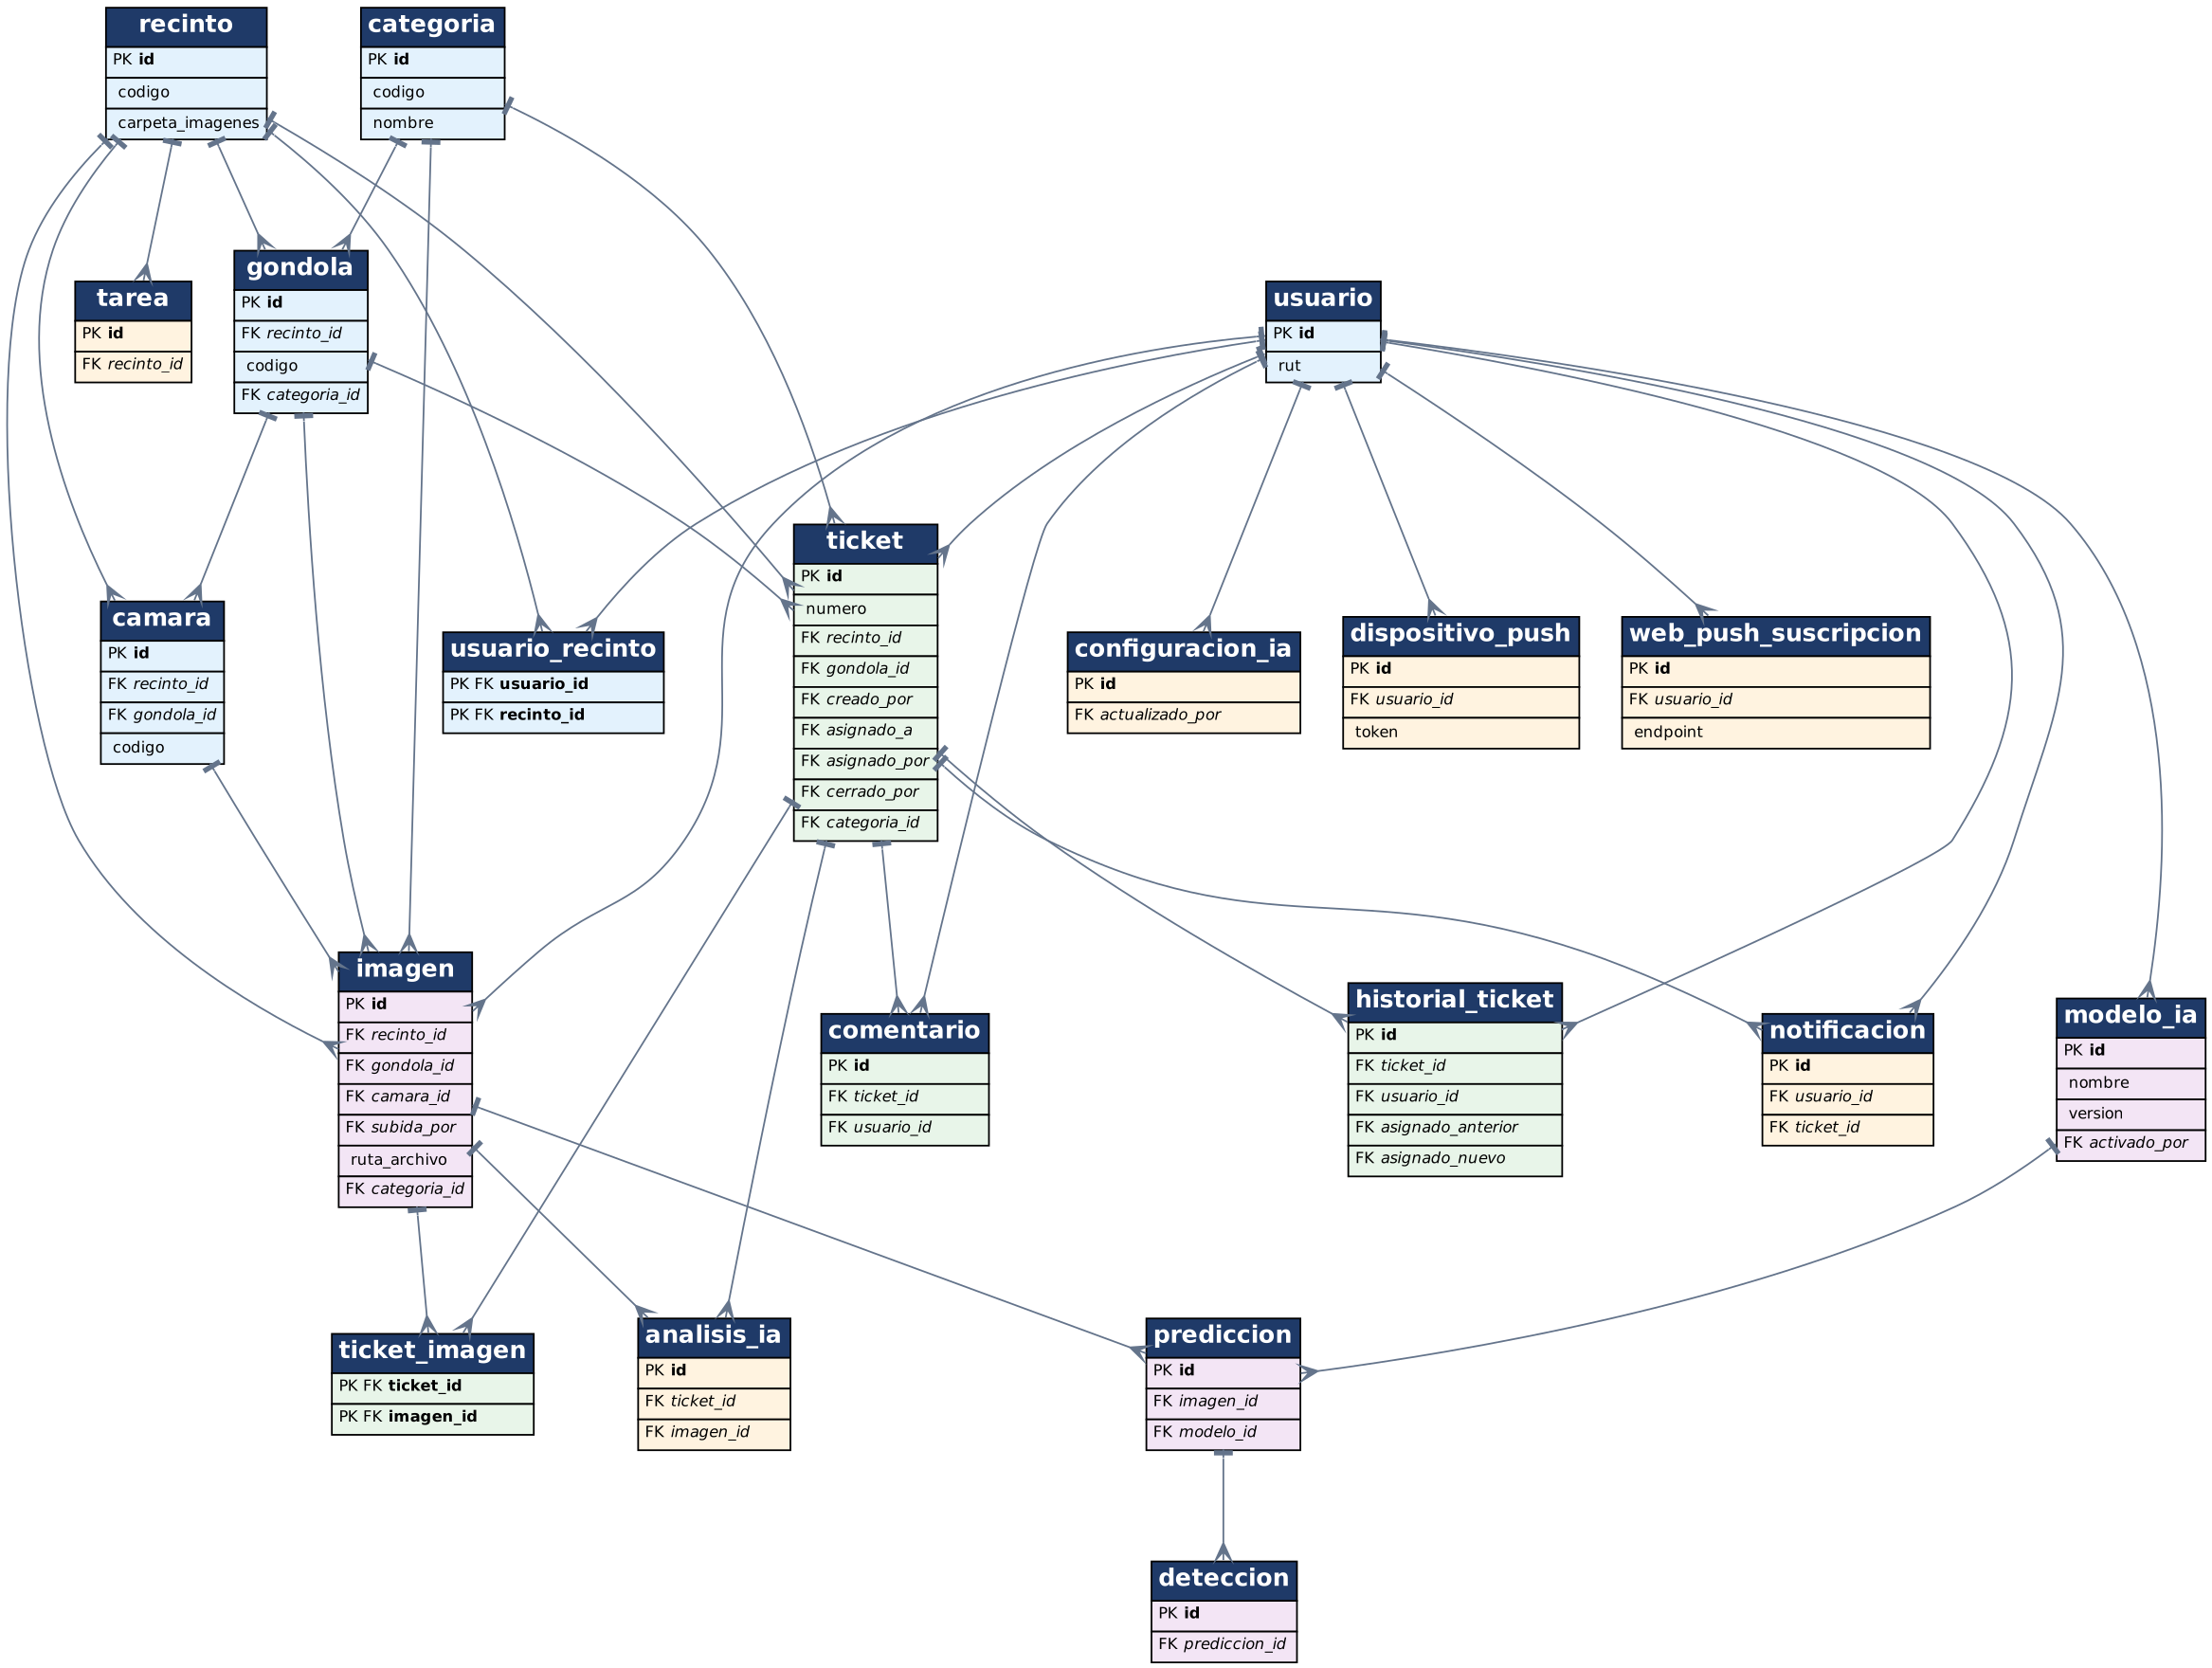 recinto
PK id
codigo
carpeta_imagenes
categoria
PK id
codigo
nombre
gondola
PK id
FK recinto_id
codigo
FK categoria_id
tarea
PK id
FK recinto_id
usuario
PK id
rut
ticket
PK id
numero
FK recinto_id
FK gondola_id
FK creado_por
FK asignado_a
FK asignado_por
FK cerrado_por
FK categoria_id
camara
PK id
FK recinto_id
FK gondola_id
codigo
usuario_recinto
PK FK usuario_id
PK FK recinto_id
configuracion_ia
PK id
FK actualizado_por
dispositivo_push
PK id
FK usuario_id
token
web_push_suscripcion
PK id
FK usuario_id
endpoint
imagen
PK id
FK recinto_id
FK gondola_id
FK camara_id
FK subida_por
ruta_archivo
FK categoria_id
comentario
PK id
FK ticket_id
FK usuario_id
historial_ticket
PK id
FK ticket_id
FK usuario_id
FK asignado_anterior
FK asignado_nuevo
notificacion
PK id
FK usuario_id
FK ticket_id
modelo_ia
PK id
nombre
version
FK activado_por
ticket_imagen
PK FK ticket_id
PK FK imagen_id
analisis_ia
PK id
FK ticket_id
FK imagen_id
prediccion
PK id
FK imagen_id
FK modelo_id
deteccion
PK id
FK prediccion_id